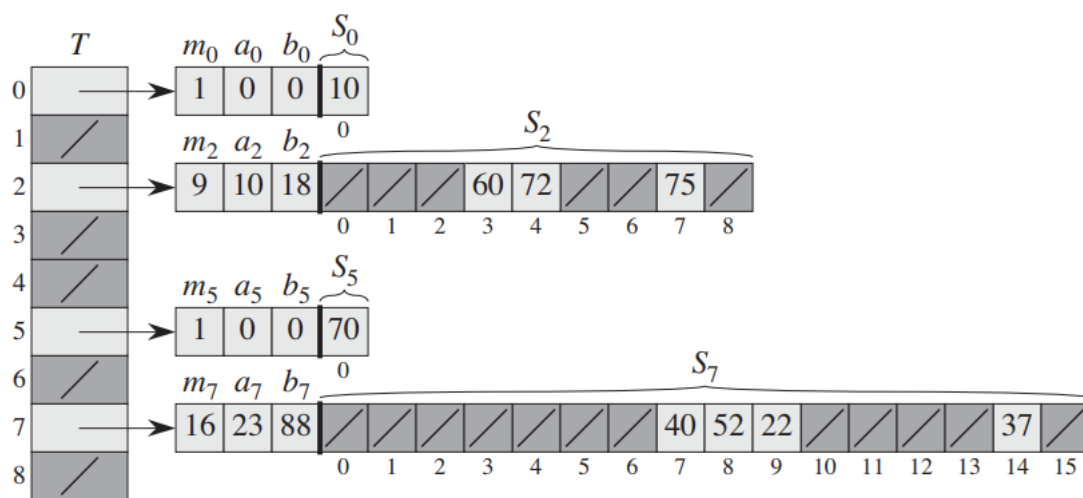 T
m₀ a₀ b₀ S₀
0 1 0 0 10
0
1
m₂ a₂ b₂ S₂
2 9 10 18 60 72 75
0 1 2 3 4 5 6 7 8
3
4
m₅ a₅ b₅ S₅
5 1 0 0 70
0
6
m₇ a₇ b₇ S₇
7 16 23 88 40 52 22 37
0 1 2 3 4 5 6 7 8 9 10 11 12 13 14 15
8